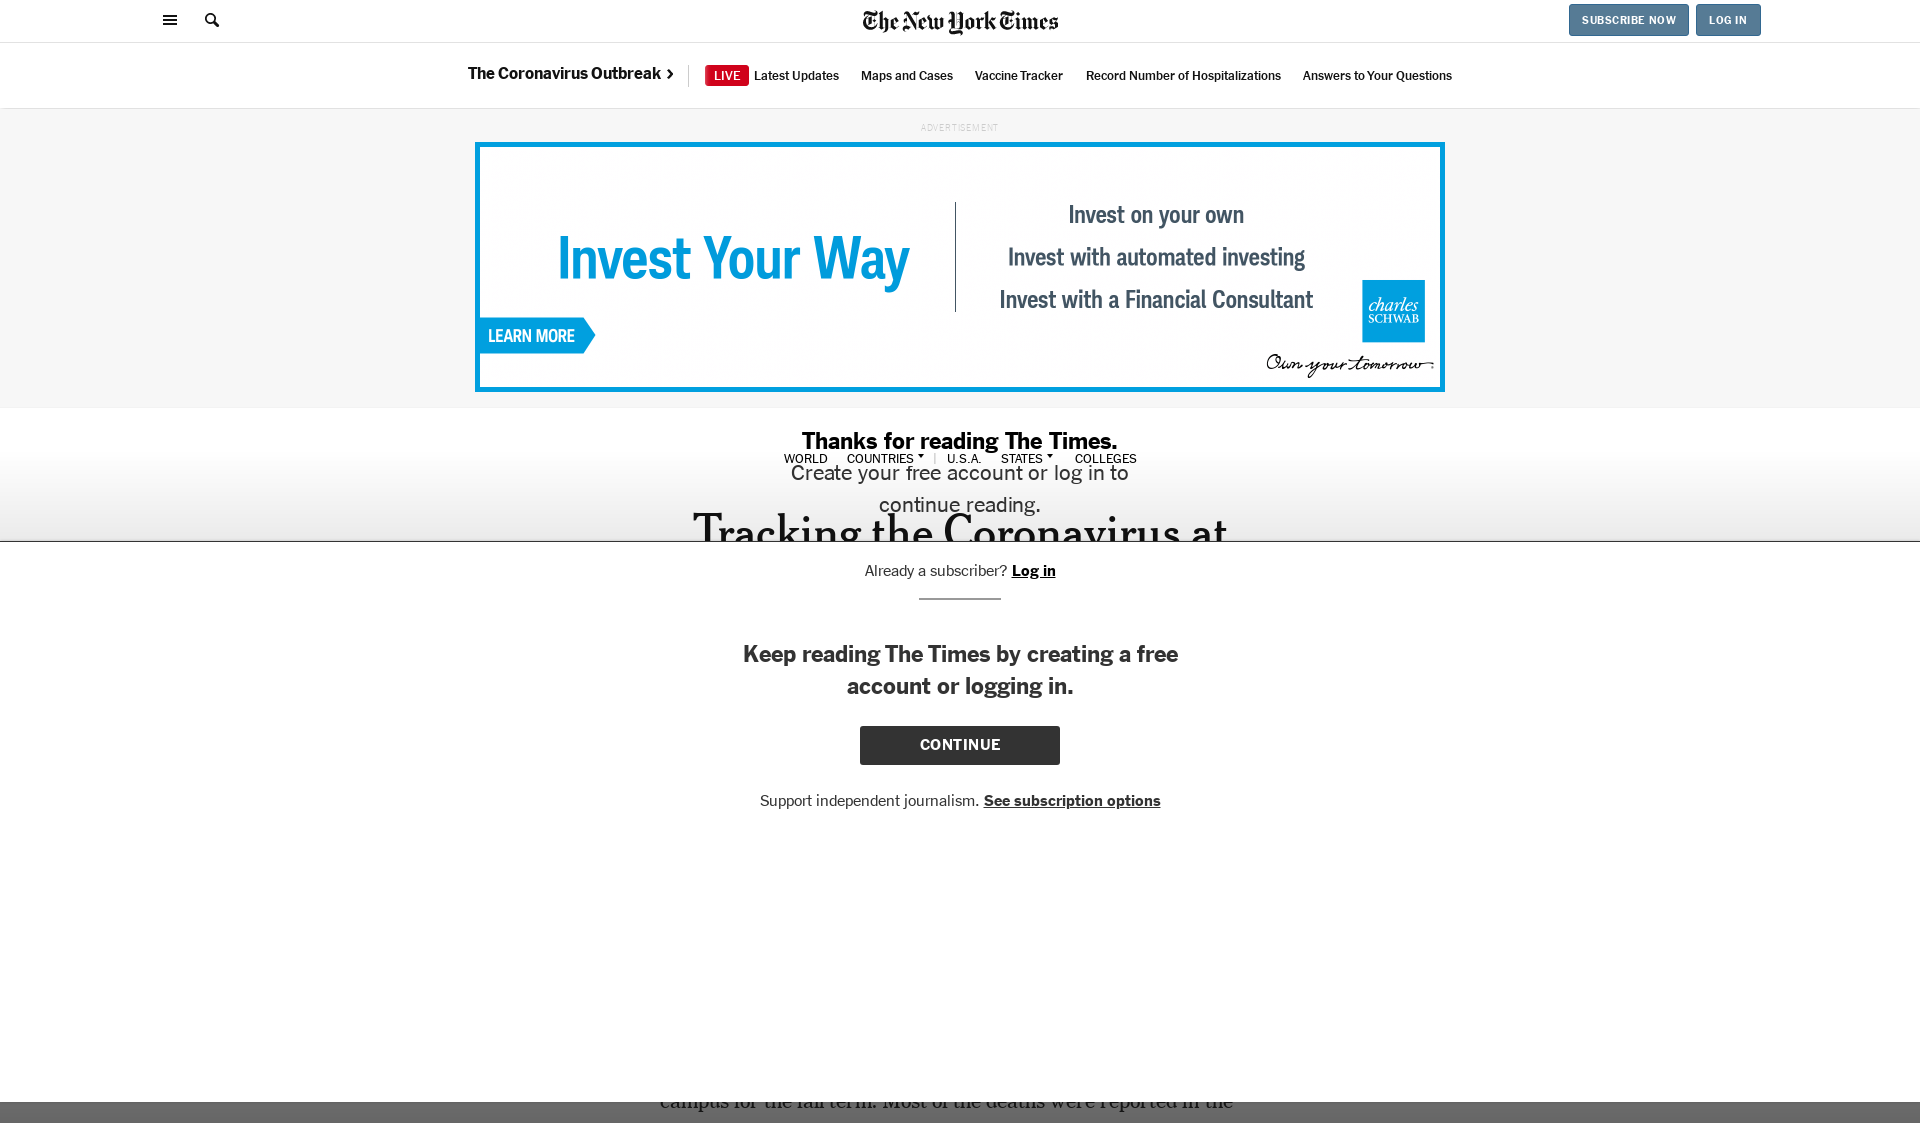 The New York Times
SUBSCRIBE NOW
LOG IN
The Coronavirus Outbreak
LIVE Latest Updates
Maps and Cases
Vaccine Tracker
Record Number of Hospitalizations
Answers to Your Questions
ADVERTISEMENT
Invest Your Way
LEARN MORE
Invest on your own
Invest with automated investing
Invest with a Financial Consultant
charles
SCHWAB
Own your tomorrow.
Thanks for reading The Times.
WORLD COUNTRIES U.S.A. STATES COLLEGES
Create your free account or log in to
continue reading.
Tracking the Coronavirus at
Already a subscriber? Log in
Keep reading The Times by creating a free
account or logging in.
CONTINUE
Support independent journalism. See subscription options
campus for the fall term. Most of the deaths were reported in the